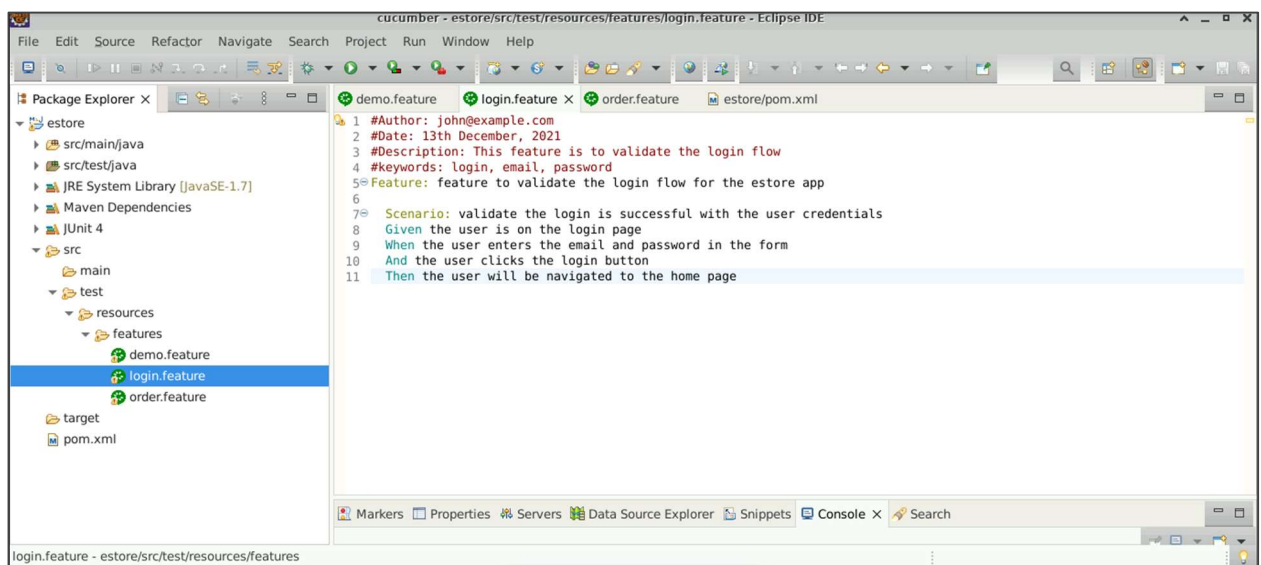 cucumber - estore/src/test/resources/features/login.feature - Eclipse IDE
File Edit Source Refactor Navigate Search Project Run Window Help
Package Explorer
estore
src/main/java
src/test/java
JRE System Library [JavaSE-1.7]
Maven Dependencies
JUnit 4
src
main
test
resources
features
demo.feature
login.feature
order.feature
target
pom.xml
demo.feature login.feature order.feature estore/pom.xml
1 #Author: john@example.com
2 #Date: 13th December, 2021
3 #Description: This feature is to validate the login flow
4 #keywords: login, email, password
5 Feature: feature to validate the login flow for the estore app
6
7 Scenario: validate the login is successful with the user credentials
8 Given the user is on the login page
9 When the user enters the email and password in the form
10 And the user clicks the login button
11 Then the user will be navigated to the home page
Markers Properties Servers Data Source Explorer Snippets Console Search
login.feature - estore/src/test/resources/features